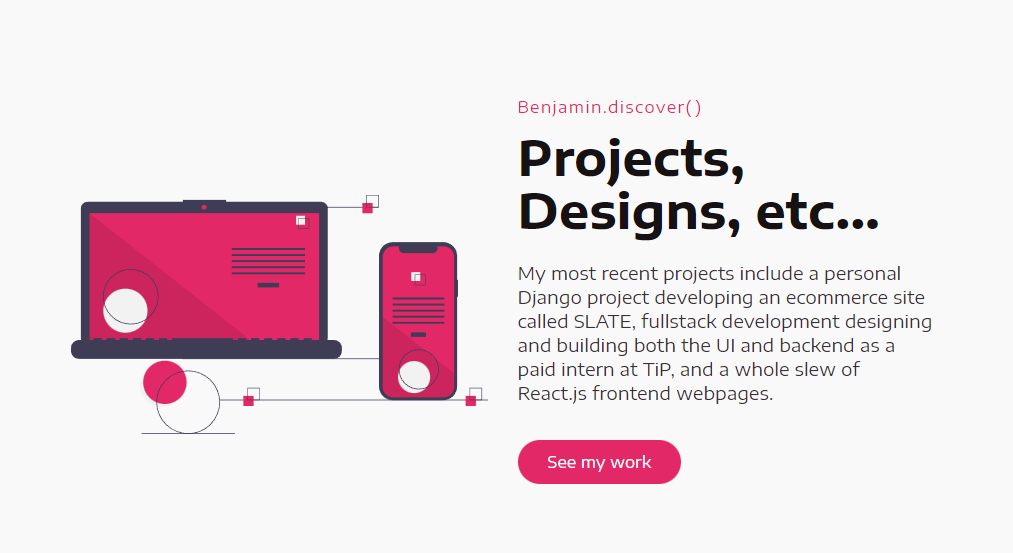 Benjamin.discover()
Projects,
Designs, etc...
My most recent projects include a personal
Django project developing an ecommerce site
called SLATE, fullstack development designing
and building both the UI and backend as a
paid intern at TiP, and a whole slew of
React.js frontend webpages.
See my work